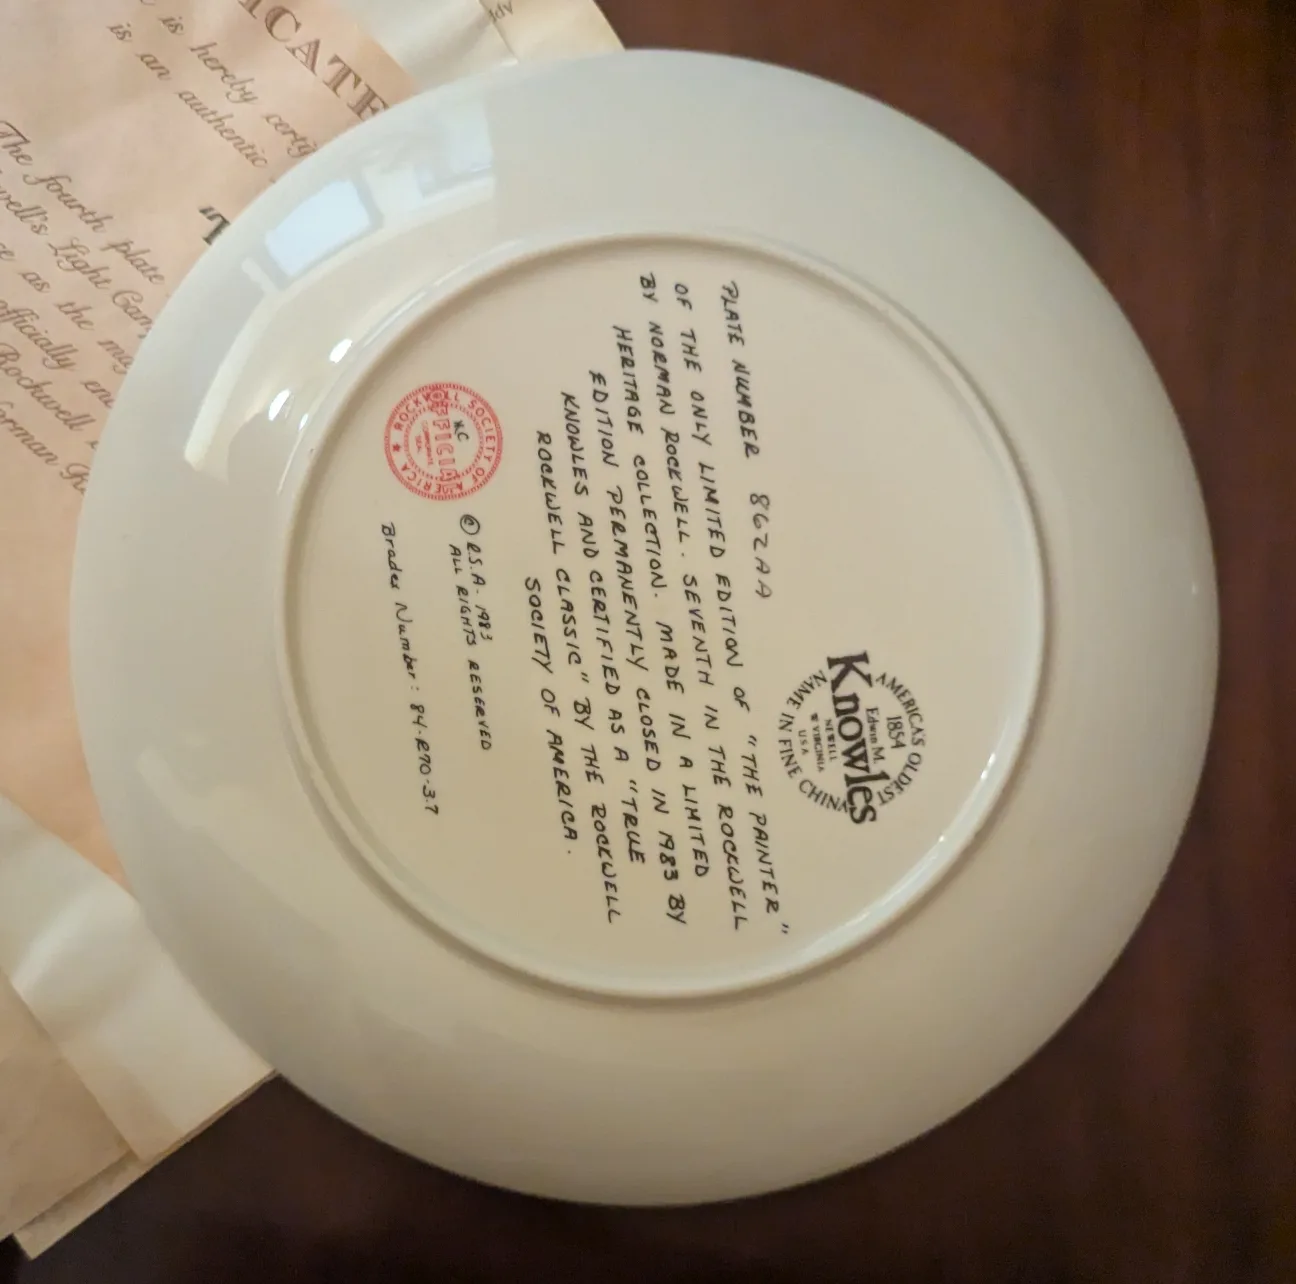 AMERICA'S OLDEST
1854
Edwin M.
Knowles
NEWELL
W VIRGINIA
USA
NAME IN FINE CHINA
PLATE NUMBER 862AA
OF THE ONLY LIMITED EDITION OF "THE PAINTER"
BY NORMAN ROCKWELL. SEVENTH IN THE ROCKWELL
HERITAGE COLLECTION. MADE IN A LIMITED
EDITION PERMANENTLY CLOSED IN 1983 BY
KNOWLES AND CERTIFIED AS A "TRUE
ROCKWELL CLASSIC" BY THE ROCKWELL
SOCIETY OF AMERICA.
ROCKWELL SOCIETY OF AMERICA
OFFICIAL
© R.S.A. 1983
ALL RIGHTS RESERVED
Bradex Number: 84-R70-3.7
is hereby
is an authentic
The fourth plate
Light
as the
officially
Rockwell